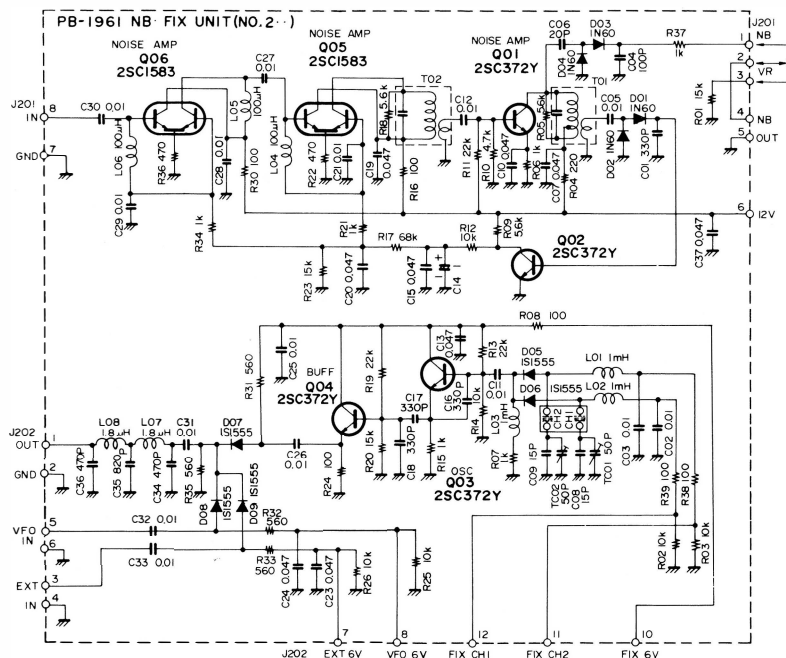 PB-1961 NB FIX UNIT (NO.2··)
NOISE AMP
Q06
2SC1583
C27
0.01
NOISE AMP
Q05
2SC1583
NOISE AMP
Q01
2SC372Y
C06
20P
D03
1N60
D04
1N60
C04
100P
R37
1k
J201
1
NB
2
VR
3
R01 15k
4
NB
5
OUT
6
12V
J201
8
IN
7
GND
C30 0.01
L06 100μH
C29 0.01
R36 470
C28 0.01
L05
100μH
R30 100
R34 1k
L04 100μH
R22 470
C21 0.01
R21
1k
R18 5.6k
C19
0.047
R16 100
T02
C12
0.01
R11 22k
R10 4.7k
C10 0.047
R06 1k
R05 56k
C07 0.047
R04 220
T01
C05
0.01
D01
1N60
D02 1N60
C01 330P
R23 15k
C20 0.047
R17 68k
C15 0.047
C14
+
R12
10k
R09
5.6k
Q02
2SC372Y
C37 0.047
R08 100
R31 560
C25 0.01
BUFF
Q04
2SC372Y
R19 22k
C17
330P
C13
0.047
R13
22k
C16
330P
R14 10k
C11
0.01
D05
1S1555
D06
1S1555
L01 1mH
L02 1mH
L03
1mH
R07
1k
CH2
CH1
C09 15P
TC02
50P
C08
15P
TC01 50P
C03 0.01
C02 0.01
R39 100
R38 100
R02 10k
R03 10k
R20 15k
C18 330P
R15 1k
OSC
Q03
2SC372Y
J202
1
OUT
2
GND
L08
1.8μH
L07
1.8μH
C31
0.01
D07
1S1555
C36 470P
C35 820P
C34 470P
R35 560
D08
1S1555
D09 1S1555
C26
0.01
R24 100
5
VFO
IN
6
3
EXT
IN
4
C32 0.01
R32
560
C33 0.01
R33
560
C24 0.047
C23 0.047
R26 10k
R25 10k
J202
7
EXT 6V
8
VFO 6V
12
FIX CH1
11
FIX CH2
10
FIX 6V